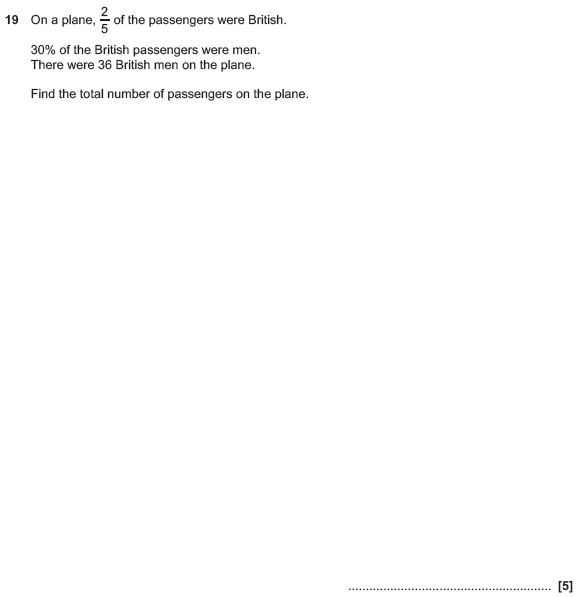 19 On a plane, 2/5 of the passengers were British.
30% of the British passengers were men.
There were 36 British men on the plane.
Find the total number of passengers on the plane.
.......................................................... [5]